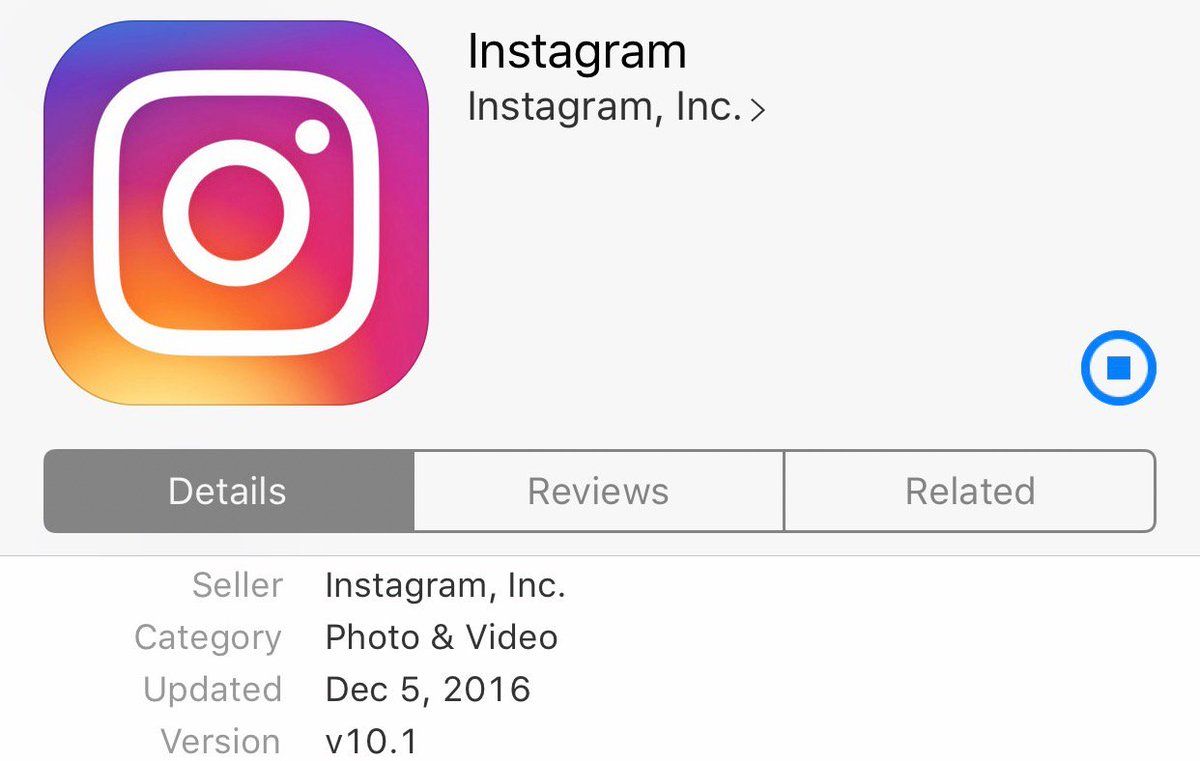 Instagram
Instagram, Inc. >
Details
Reviews
Related
Seller Instagram, Inc.
Category Photo & Video
Updated Dec 5, 2016
Version v10.1